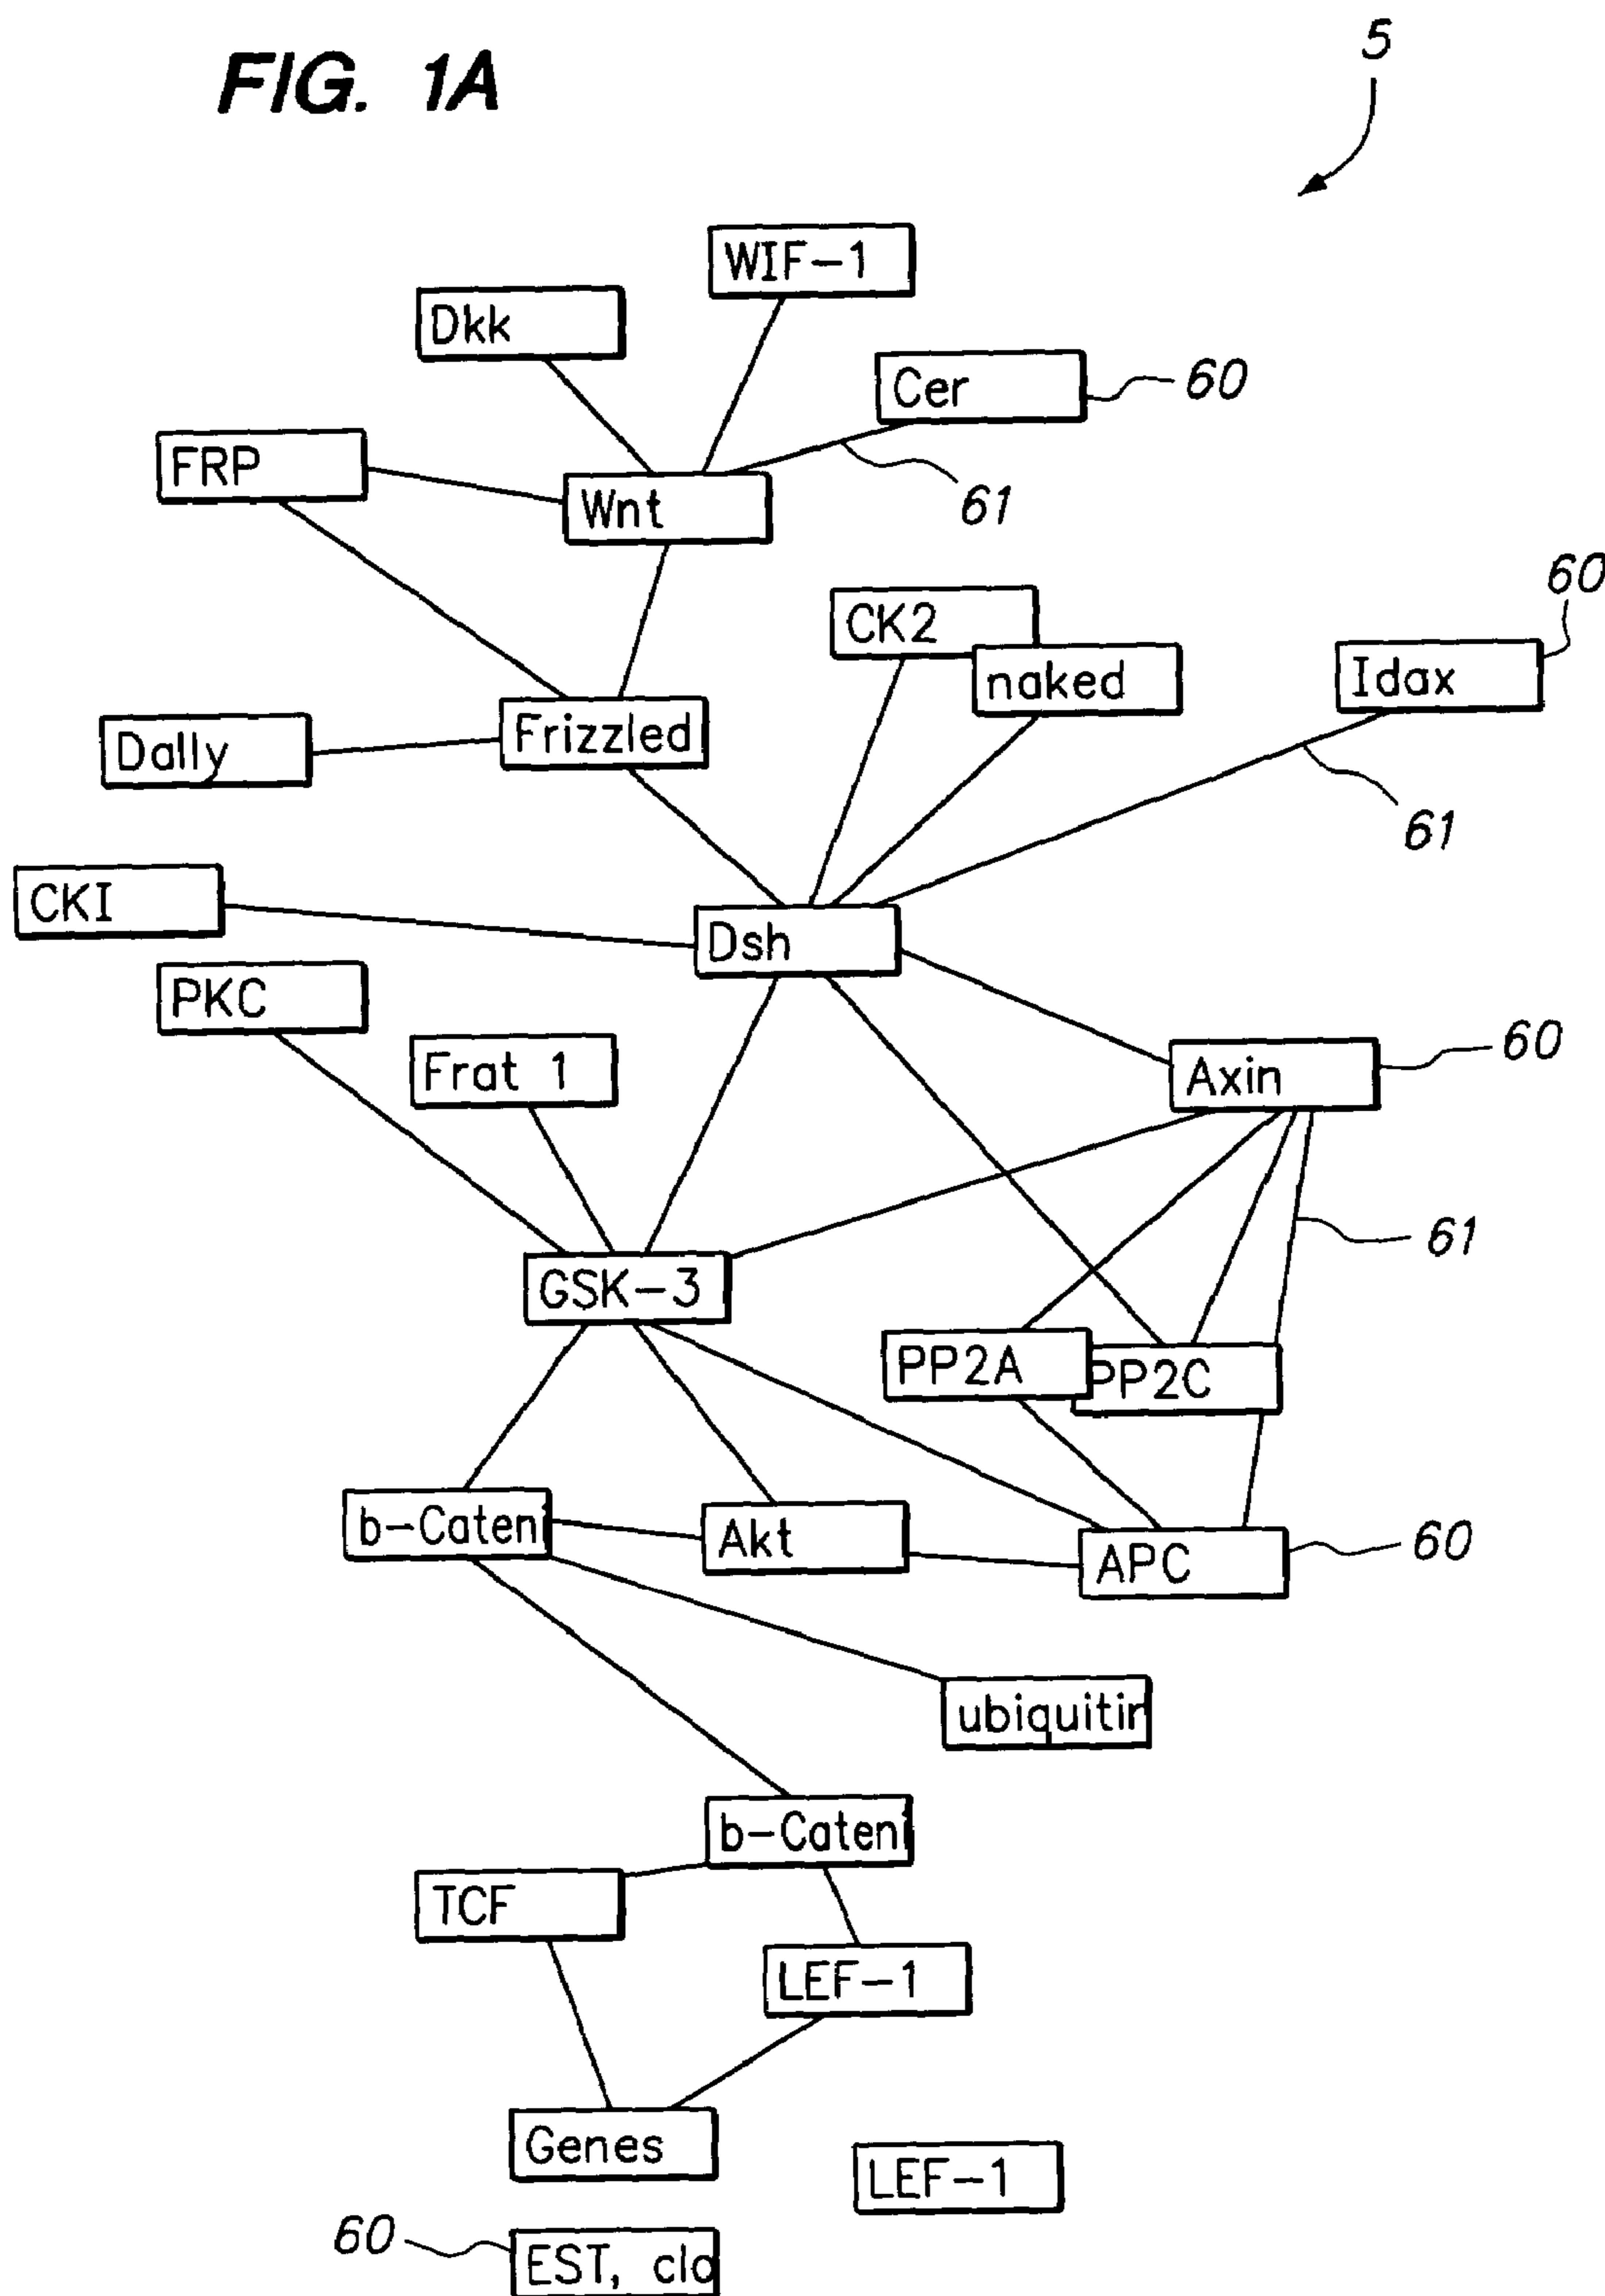 FIG. 1A
5
WIF-1
Dkk
Cer
60
FRP
Wnt
61
60
CK2
naked
Idax
Dally
Frizzled
61
CKI
Dsh
PKC
Frat 1
Axin
60
61
GSK-3
PP2A
PP2C
b-Cateni
Akt
APC
60
ubiquitin
b-Cateni
TCF
LEF-1
Genes
LEF-1
60
EST, clo